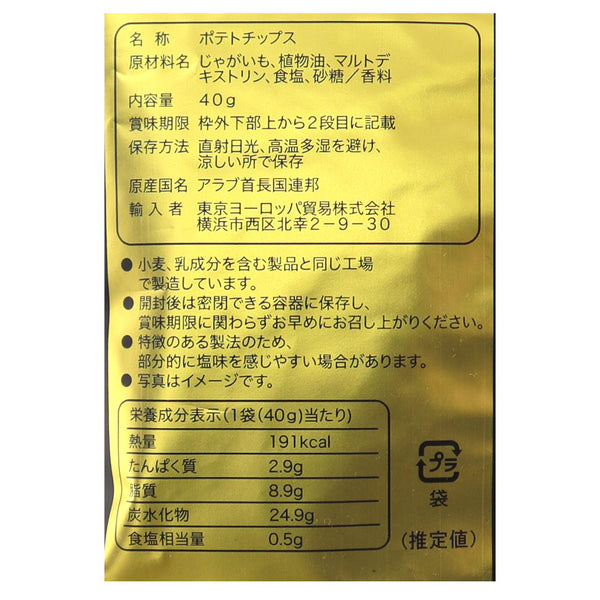 名称 ポテトチップス
原材料名 じゃがいも、植物油、マルトデ
キストリン、食塩、砂糖／香料
内容量 40g
賞味期限 枠外下部上から2段目に記載
保存方法 直射日光、高温多湿を避け、
涼しい所で保存
原産国名 アラブ首長国連邦
輸入者 東京ヨーロッパ貿易株式会社
横浜市西区北幸2-9-30
●小麦、乳成分を含む製品と同じ工場
で製造しています。
●開封後は密閉できる容器に保存し、
賞味期限に関わらずお早めにお召し上がりください。
●特徴のある製法のため、
部分的に塩味を感じやすい場合があります。
●写真はイメージです。
栄養成分表示(1袋(40g)当たり)
熱量 191kcal
たんぱく質 2.9g
脂質 8.9g
炭水化物 24.9g
食塩相当量 0.5g
プラ
袋
(推定値)